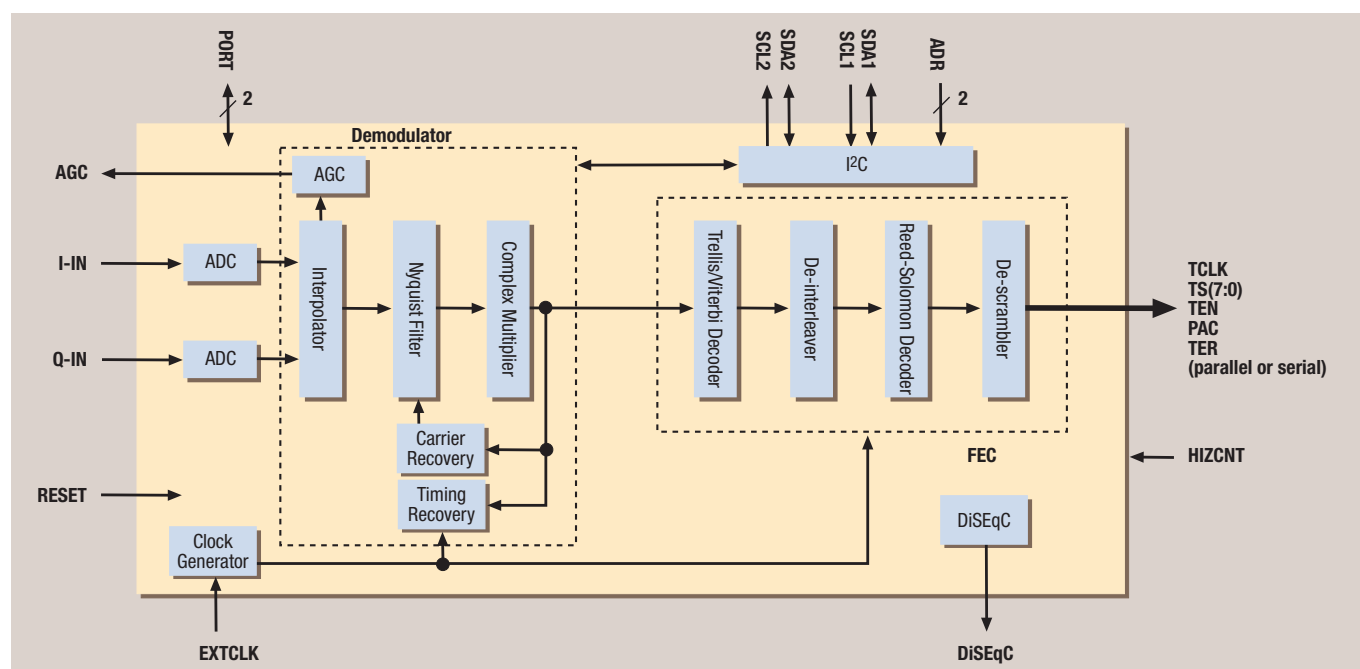 PORT
2
SCL2
SDA2
SCL1
SDA1
ADR
2
Demodulator
AGC
AGC
I²C
I-IN
ADC
Q-IN
ADC
Interpolator
Nyquist Filter
Complex Multiplier
Trellis/Viterbi Decoder
De-interleaver
Reed-Solomon Decoder
De-scrambler
TCLK
TS(7:0)
TEN
PAC
TER
(parallel or serial)
Carrier
Recovery
Timing
Recovery
FEC
HIZCNT
RESET
Clock
Generator
DiSEqC
EXTCLK
DiSEqC